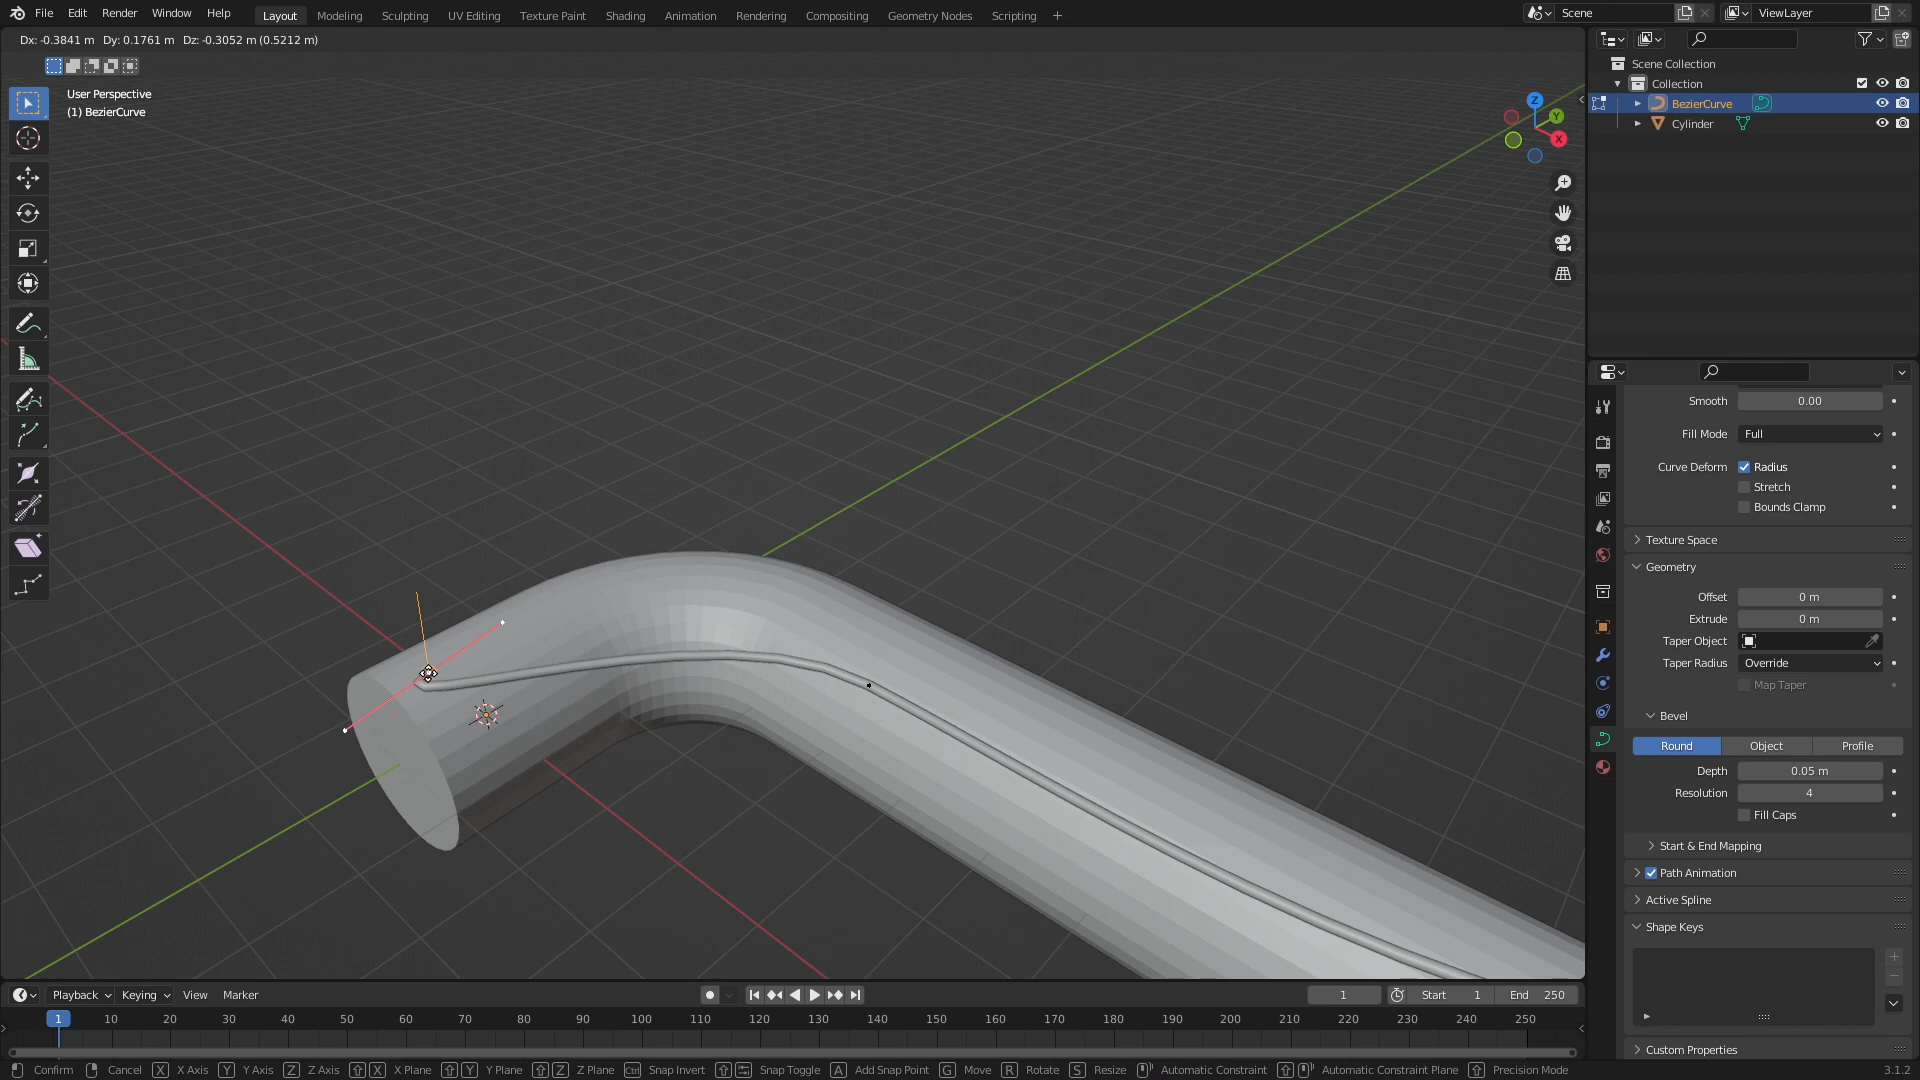 File Edit Render Window Help Layout Modeling Sculpting UV Editing Texture Paint Shading Animation Rendering Compositing Geometry Nodes Scripting + Scene ViewLayer
Dx: -0.3841 m Dy: 0.1761 m Dz: -0.3052 m (0.5212 m)
User Perspective
(1) BezierCurve
Z
Y
X
Scene Collection
Collection
BezierCurve
Cylinder
Smooth 0.00
Fill Mode Full
Curve Deform Radius
Stretch
Bounds Clamp
Texture Space
Geometry
Offset 0 m
Extrude 0 m
Taper Object
Taper Radius Override
Map Taper
Bevel
Round Object Profile
Depth 0.05 m
Resolution 4
Fill Caps
Start & End Mapping
Path Animation
Active Spline
Shape Keys
Custom Properties
Playback Keying View Marker 1 Start 1 End 250
1 10 20 30 40 50 60 70 80 90 100 110 120 130 140 150 160 170 180 190 200 210 220 230 240 250
Confirm Cancel X X Axis Y Y Axis Z Z Axis X X Plane Y Y Plane Z Z Plane Ctrl Snap Invert Snap Toggle A Add Snap Point G Move R Rotate S Resize Automatic Constraint Automatic Constraint Plane Precision Mode 3.1.2